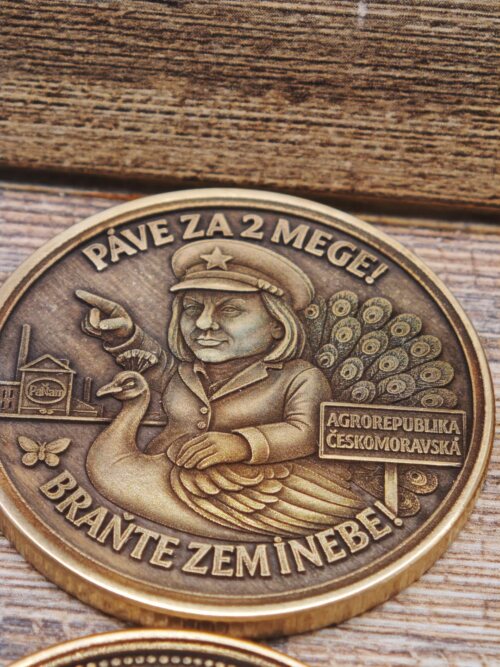 PÁVE ZA 2 MEGE!
PaNam
AGROREPUBLIKA
ČESKOMORAVSKÁ
BRAŇTE ZEM İNEBE!